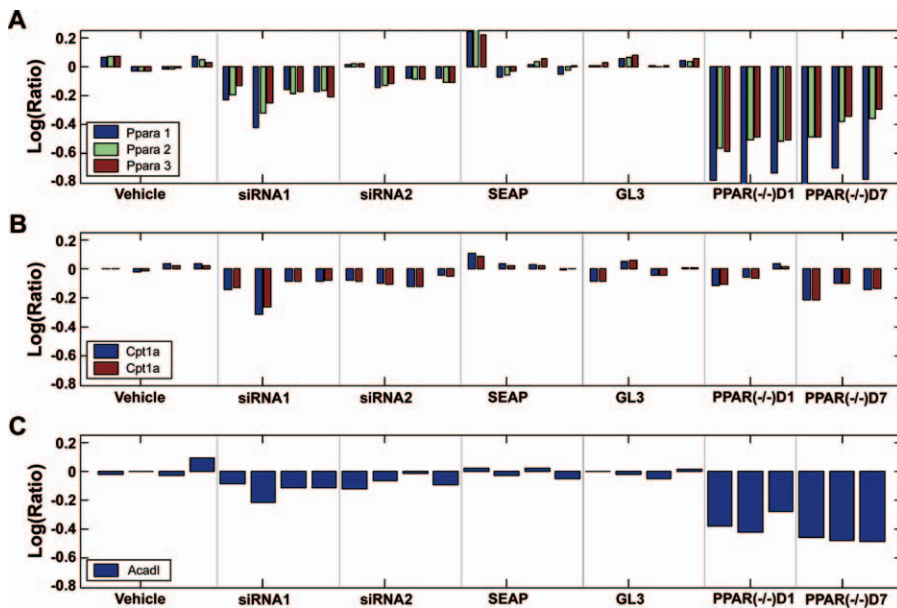 A
Log(Ratio)
0.2
0
-0.2
-0.4
-0.6
-0.8
Ppara 1
Ppara 2
Ppara 3
Vehicle siRNA1 siRNA2 SEAP GL3 PPAR(-/-)D1 PPAR(-/-)D7
B
Log(Ratio)
0.2
0
-0.2
-0.4
-0.6
-0.8
Cpt1a
Cpt1a
Vehicle siRNA1 siRNA2 SEAP GL3 PPAR(-/-)D1 PPAR(-/-)D7
C
Log(Ratio)
0.2
0
-0.2
-0.4
-0.6
-0.8
Acadl
Vehicle siRNA1 siRNA2 SEAP GL3 PPAR(-/-)D1 PPAR(-/-)D7